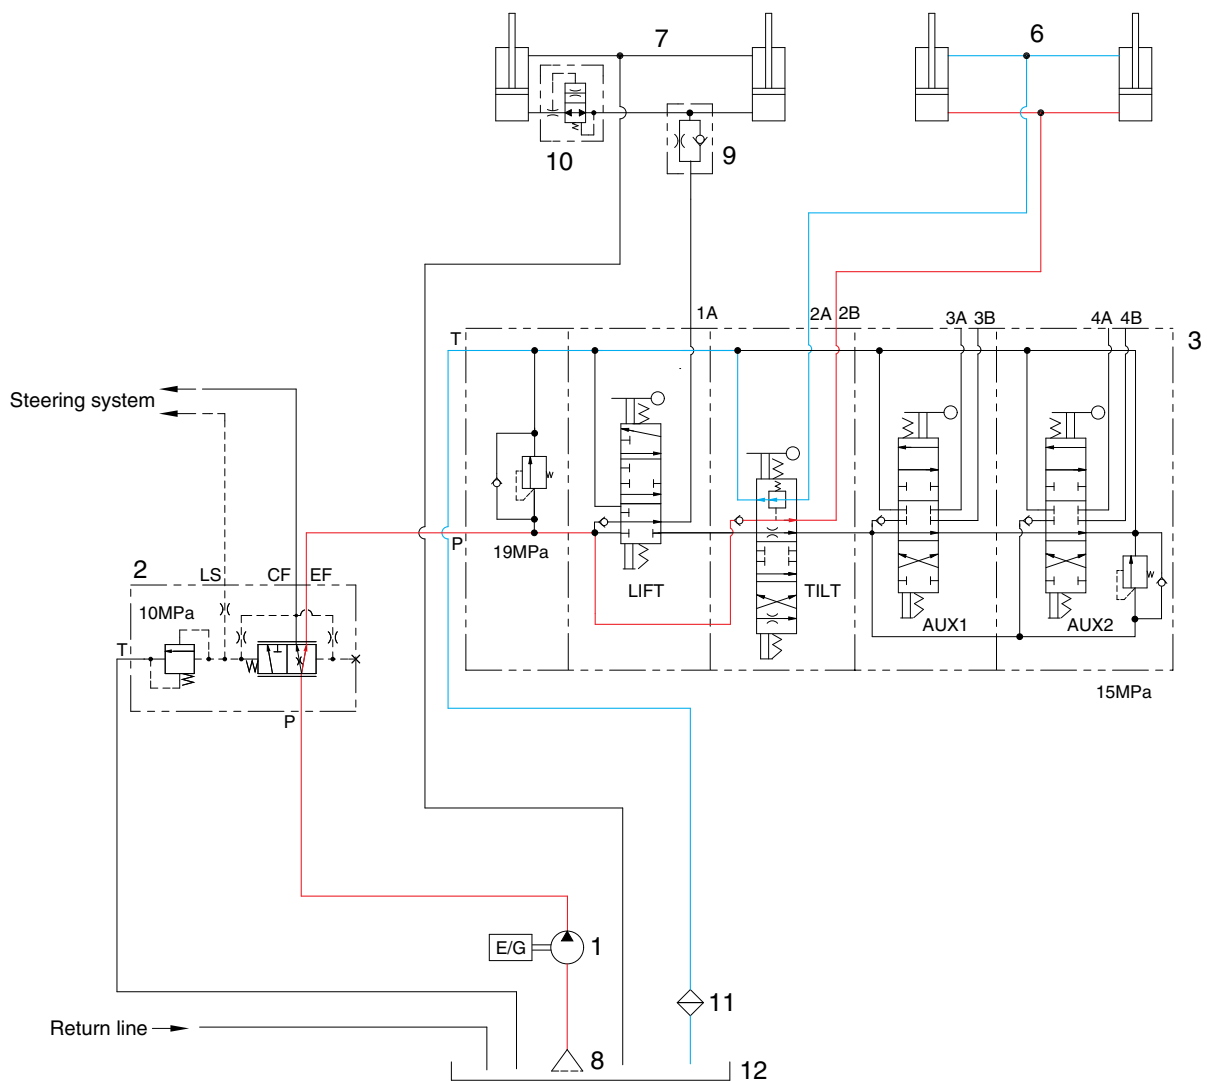 7
6
10
9
1A
2A
2B
3A 3B
4A 4B
T
3
Steering system
P
19MPa
2
LS
CF
EF
LIFT
TILT
10MPa
AUX1
AUX2
T
15MPa
P
E/G
1
11
Return line
8
12